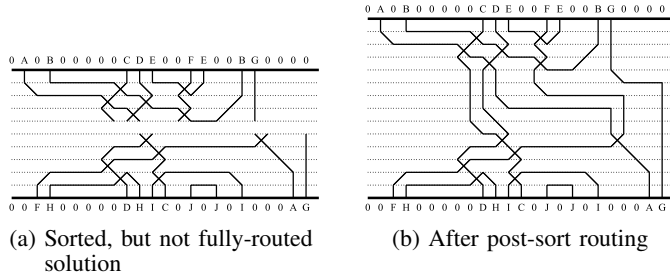 0 A 0 B 0 0 0 0 0 C D E 0 0 F E 0 0 B G 0 0 0 0
0 0 F H 0 0 0 0 0 D H I C 0 J 0 J 0 I 0 0 0 A G
(a) Sorted, but not fully-routed
solution
0 A 0 B 0 0 0 0 0 C D E 0 0 F E 0 0 B G 0 0 0 0
0 0 F H 0 0 0 0 0 D H I C 0 J 0 J 0 I 0 0 0 A G
(b) After post-sort routing